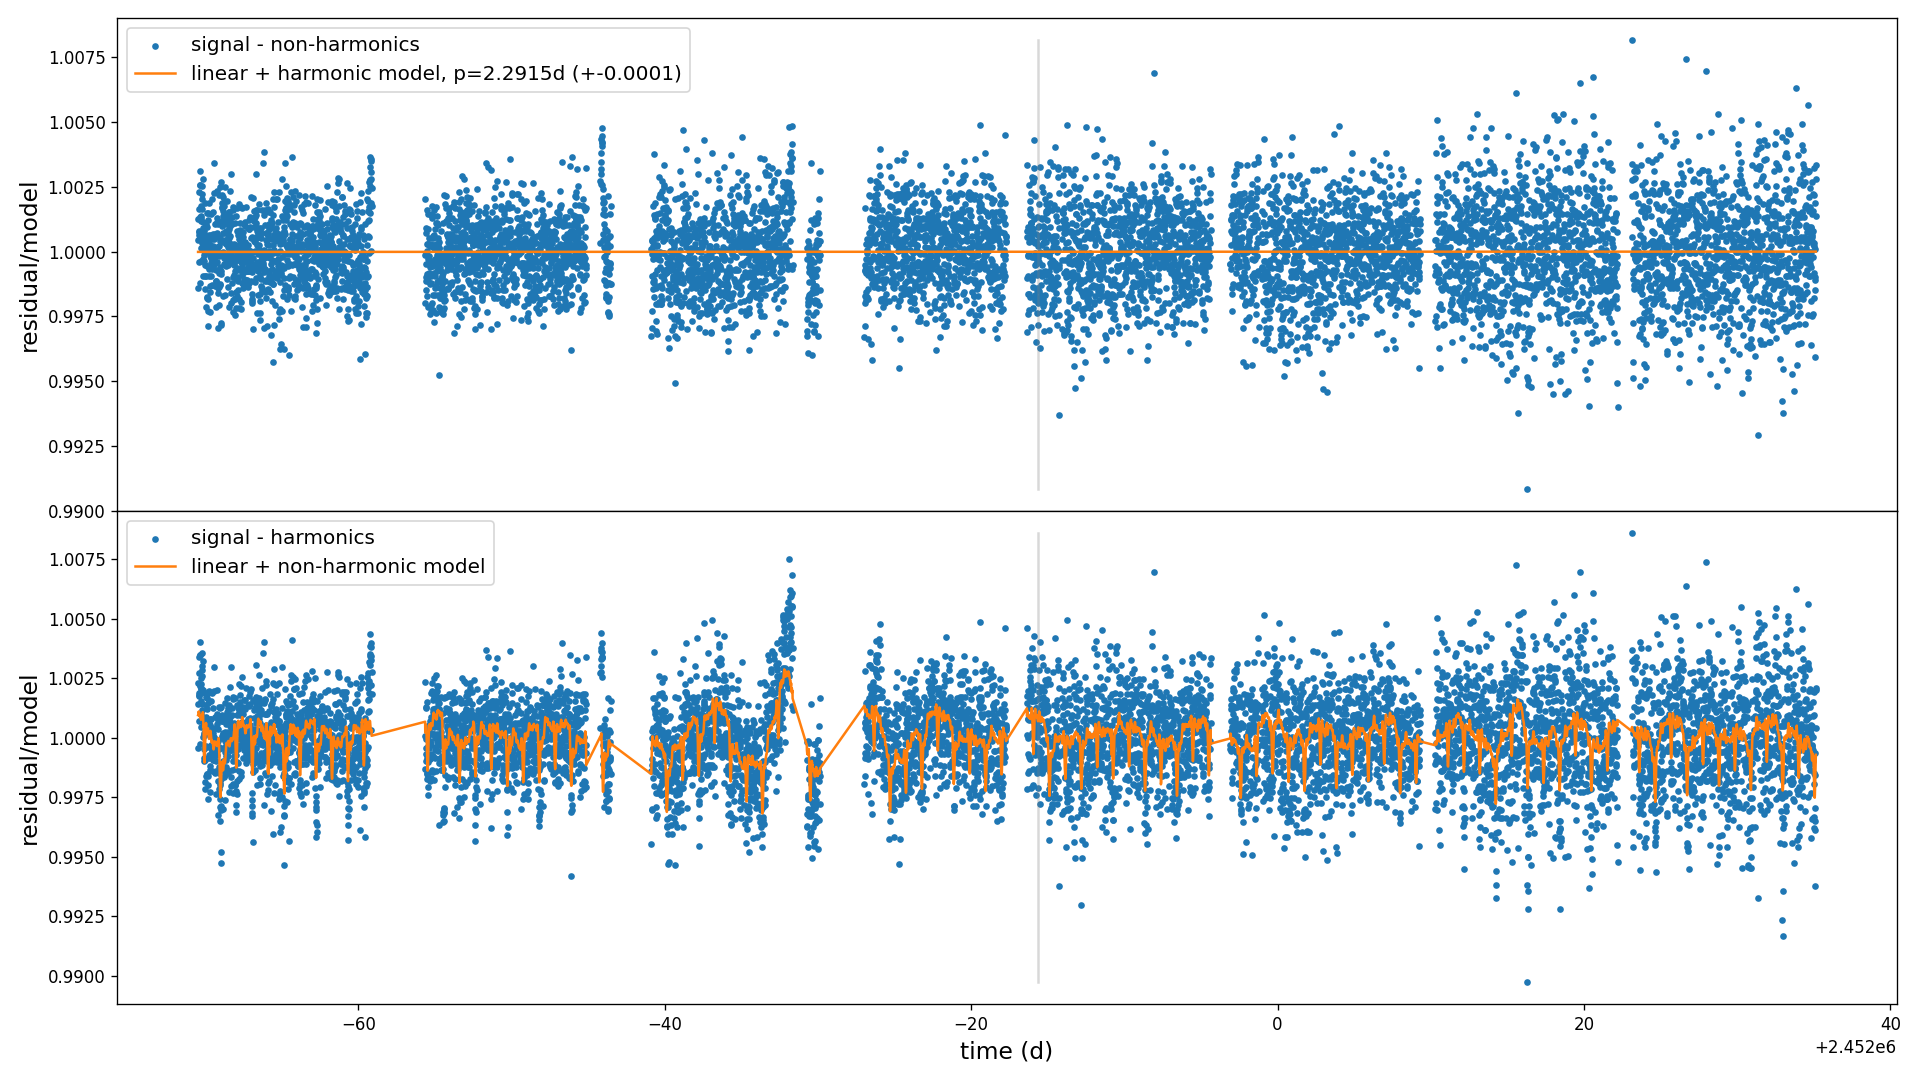 signal - non-harmonics
linear + harmonic model, p=2.2915d (+-0.0001)
1.0075
1.0050
1.0025
1.0000
0.9975
0.9950
0.9925
0.9900
residual/model
signal - harmonics
linear + non-harmonic model
1.0075
1.0050
1.0025
1.0000
0.9975
0.9950
0.9925
0.9900
residual/model
−60 −40 −20 0 20 40
time (d)
+2.452e6